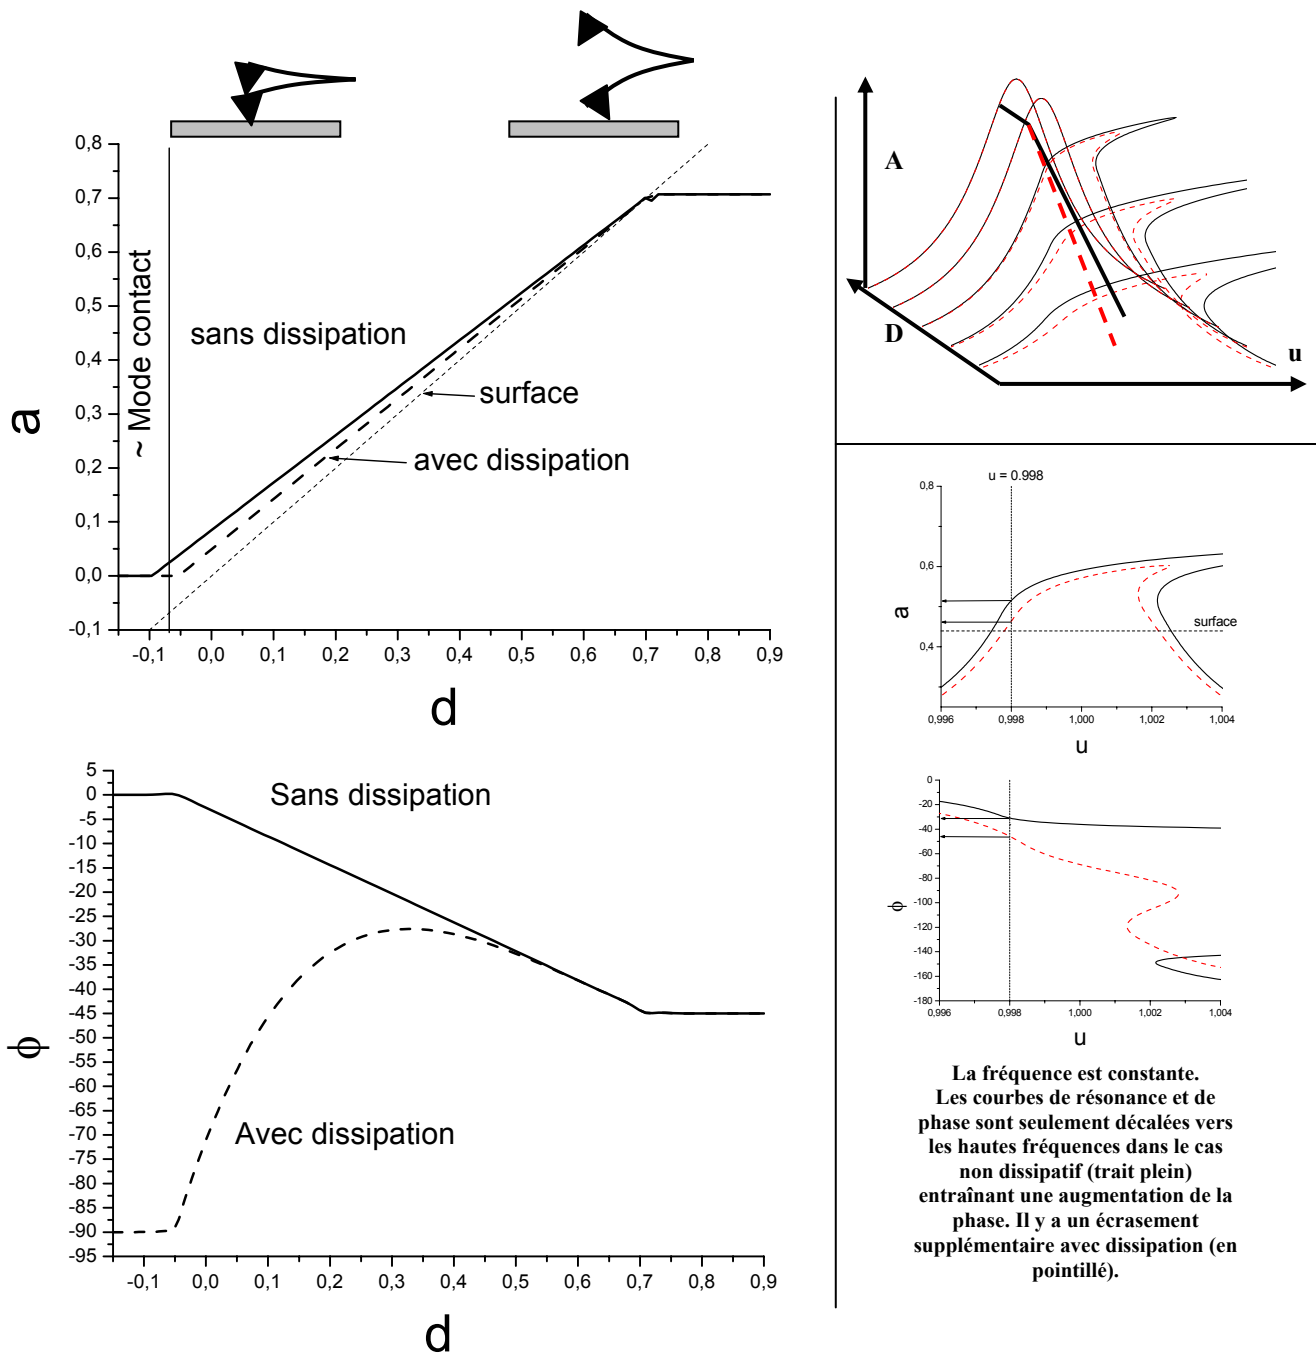 0,8
0,7
0,6
0,5
0,4
0,3
0,2
0,1
0,0
-0,1
a
~ Mode contact
sans dissipation
surface
avec dissipation
-0,1 0,0 0,1 0,2 0,3 0,4 0,5 0,6 0,7 0,8 0,9
d
5
0
-5
-10
-15
-20
-25
-30
-35
-40
-45
-50
-55
-60
-65
-70
-75
-80
-85
-90
-95
ϕ
Sans dissipation
Avec dissipation
-0,1 0,0 0,1 0,2 0,3 0,4 0,5 0,6 0,7 0,8 0,9
d
A
D
u
u = 0.998
0,8
0,6
0,4
a
surface
0,996 0,998 1,000 1,002 1,004
u
0
-20
-40
-60
-80
-100
-120
-140
-160
-180
ϕ
0,996 0,998 1,000 1,002 1,004
u
La fréquence est constante.
Les courbes de résonance et de
phase sont seulement décalées vers
les hautes fréquences dans le cas
non dissipatif (trait plein)
entraînant une augmentation de la
phase. Il y a un écrasement
supplémentaire avec dissipation (en
pointillé).